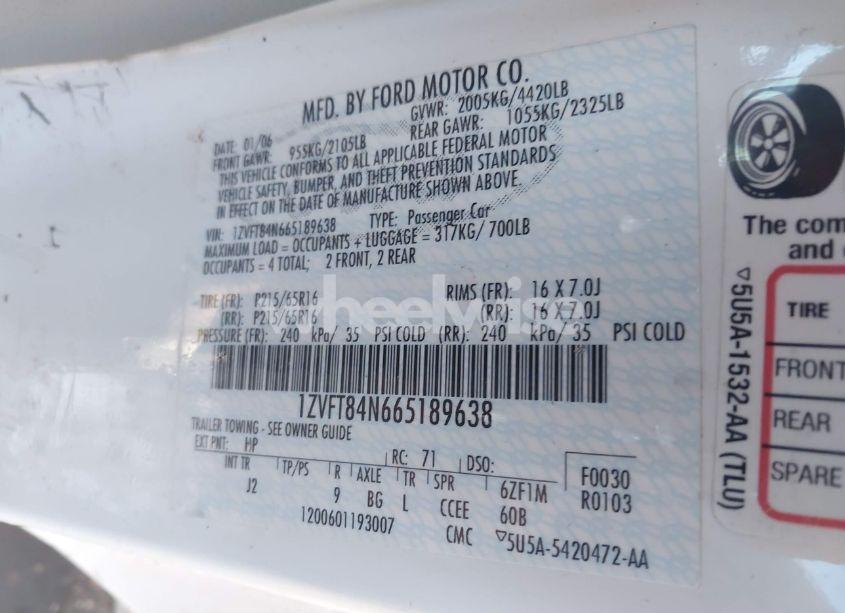 MFD. BY FORD MOTOR CO.
DATE: 01/06 GVWR: 2005KG/4420LB
FRONT GAWR: 955KG/2105LB REAR GAWR: 1055KG/2325LB
THIS VEHICLE CONFORMS TO ALL APPLICABLE FEDERAL MOTOR
VEHICLE SAFETY, BUMPER, AND THEFT PREVENTION STANDARDS
IN EFFECT ON THE DATE OF MANUFACTURE SHOWN ABOVE.
VIN: 1ZVFT84N665189638 TYPE: Passenger Car
MAXIMUM LOAD = OCCUPANTS + LUGGAGE = 317KG/ 700LB
OCCUPANTS = 4 TOTAL; 2 FRONT, 2 REAR
TIRE (FR): P215/65R16 RIMS (FR): 16 X 7.0J
(RR): P215/65R16 (RR): 16 X 7.0J
PRESSURE (FR): 240 kPa/ 35 PSI COLD (RR): 240 kPa/ 35 PSI COLD
1ZVFT84N665189638
TRAILER TOWING - SEE OWNER GUIDE
EXT PNT: HP RC: 71 DSO: F0030
R0103
INT TR TP/PS R AXLE TR SPR 6ZF1M
J2 9 BG L CCEE 60B
1200601193007 CMC ▽5U5A-5420472-AA
The com
and
▽5U5A-1532-AA (TLU)
TIRE
FRONT
REAR
SPARE